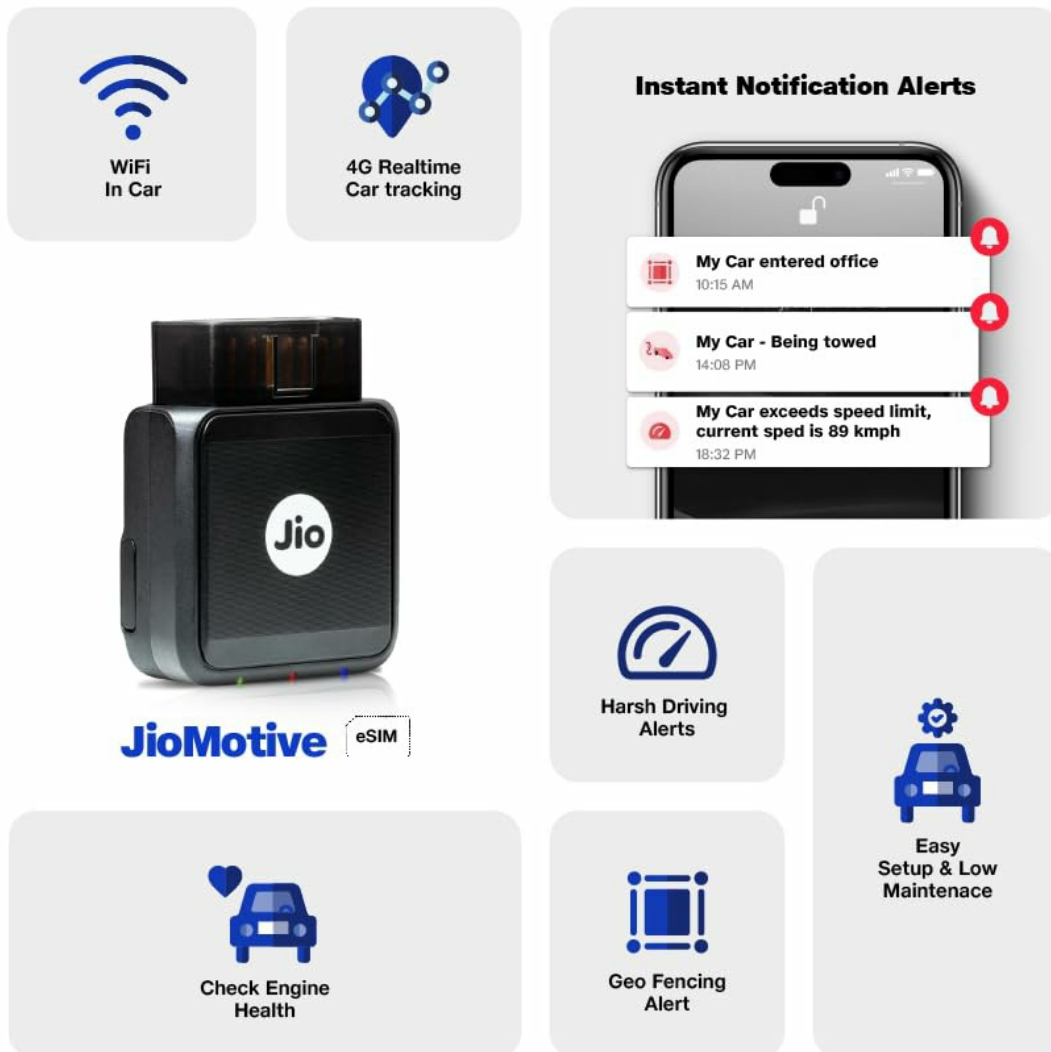 WiFi
In Car
4G Realtime
Car tracking
Instant Notification Alerts
My Car entered office
10:15 AM
My Car - Being towed
14:08 PM
My Car exceeds speed limit,
current sped is 89 kmph
18:32 PM
Jio
JioMotive
eSIM
Harsh Driving
Alerts
Easy
Setup & Low
Maintenace
Check Engine
Health
Geo Fencing
Alert